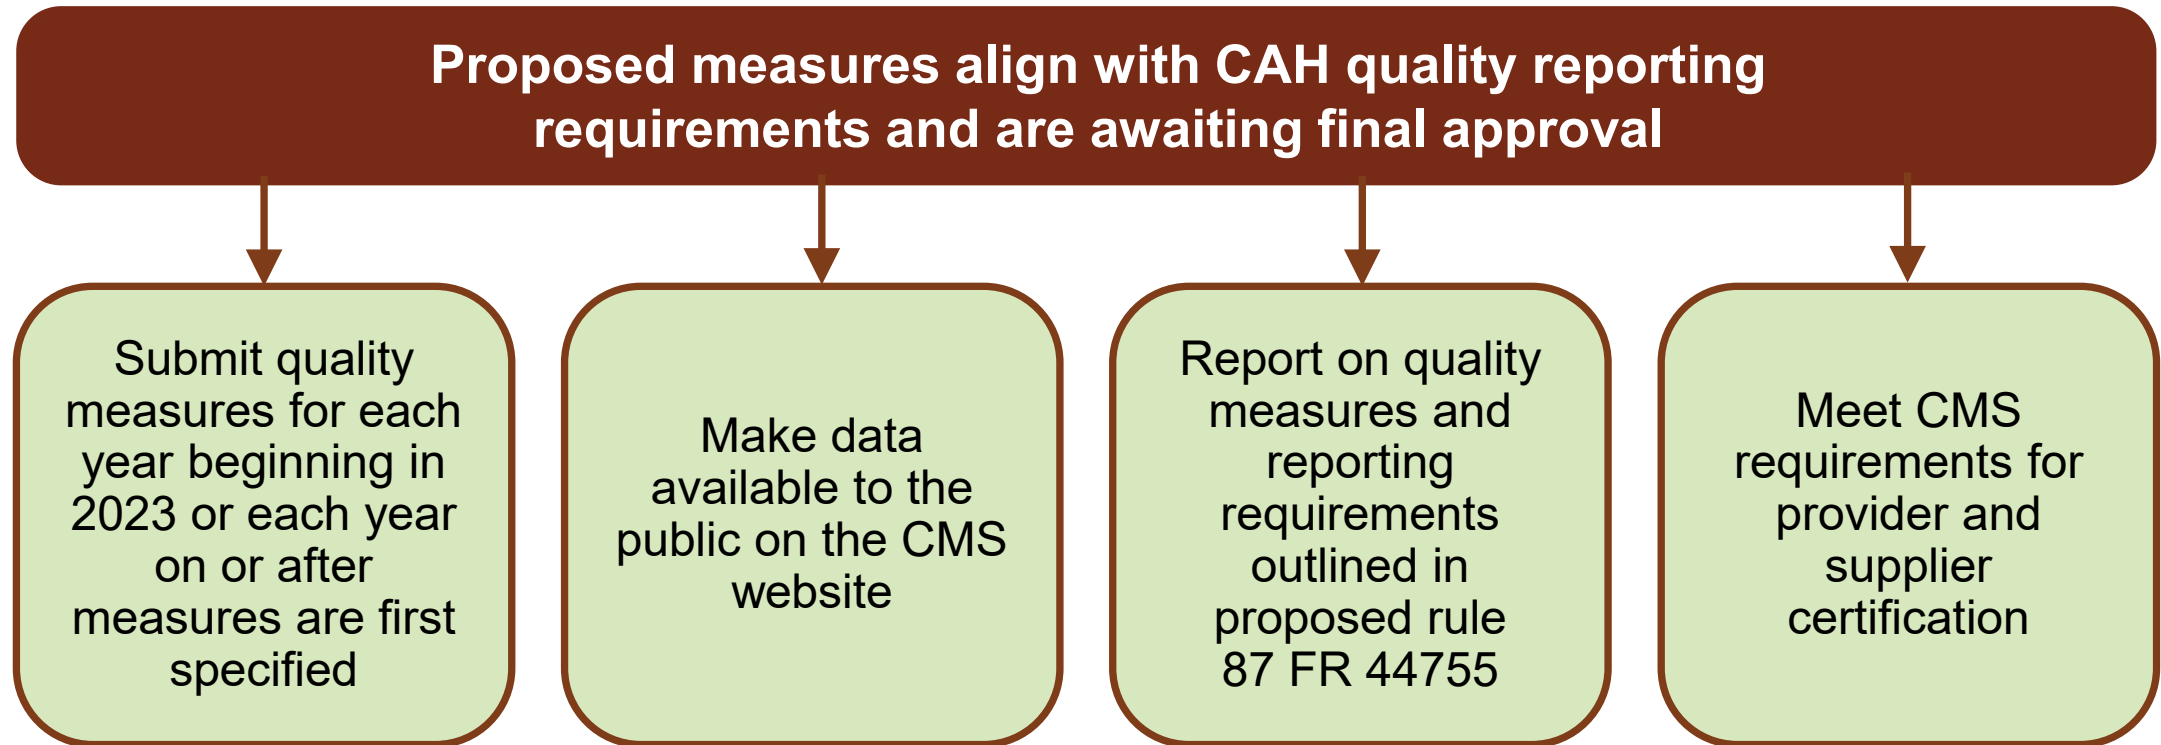 Proposed measures align with CAH quality reporting
requirements and are awaiting final approval
Submit quality
measures for each
year beginning in
2023 or each year
on or after
measures are first
specified
Make data
available to the
public on the CMS
website
Report on quality
measures and
reporting
requirements
outlined in
proposed rule
87 FR 44755
Meet CMS
requirements for
provider and
supplier
certification